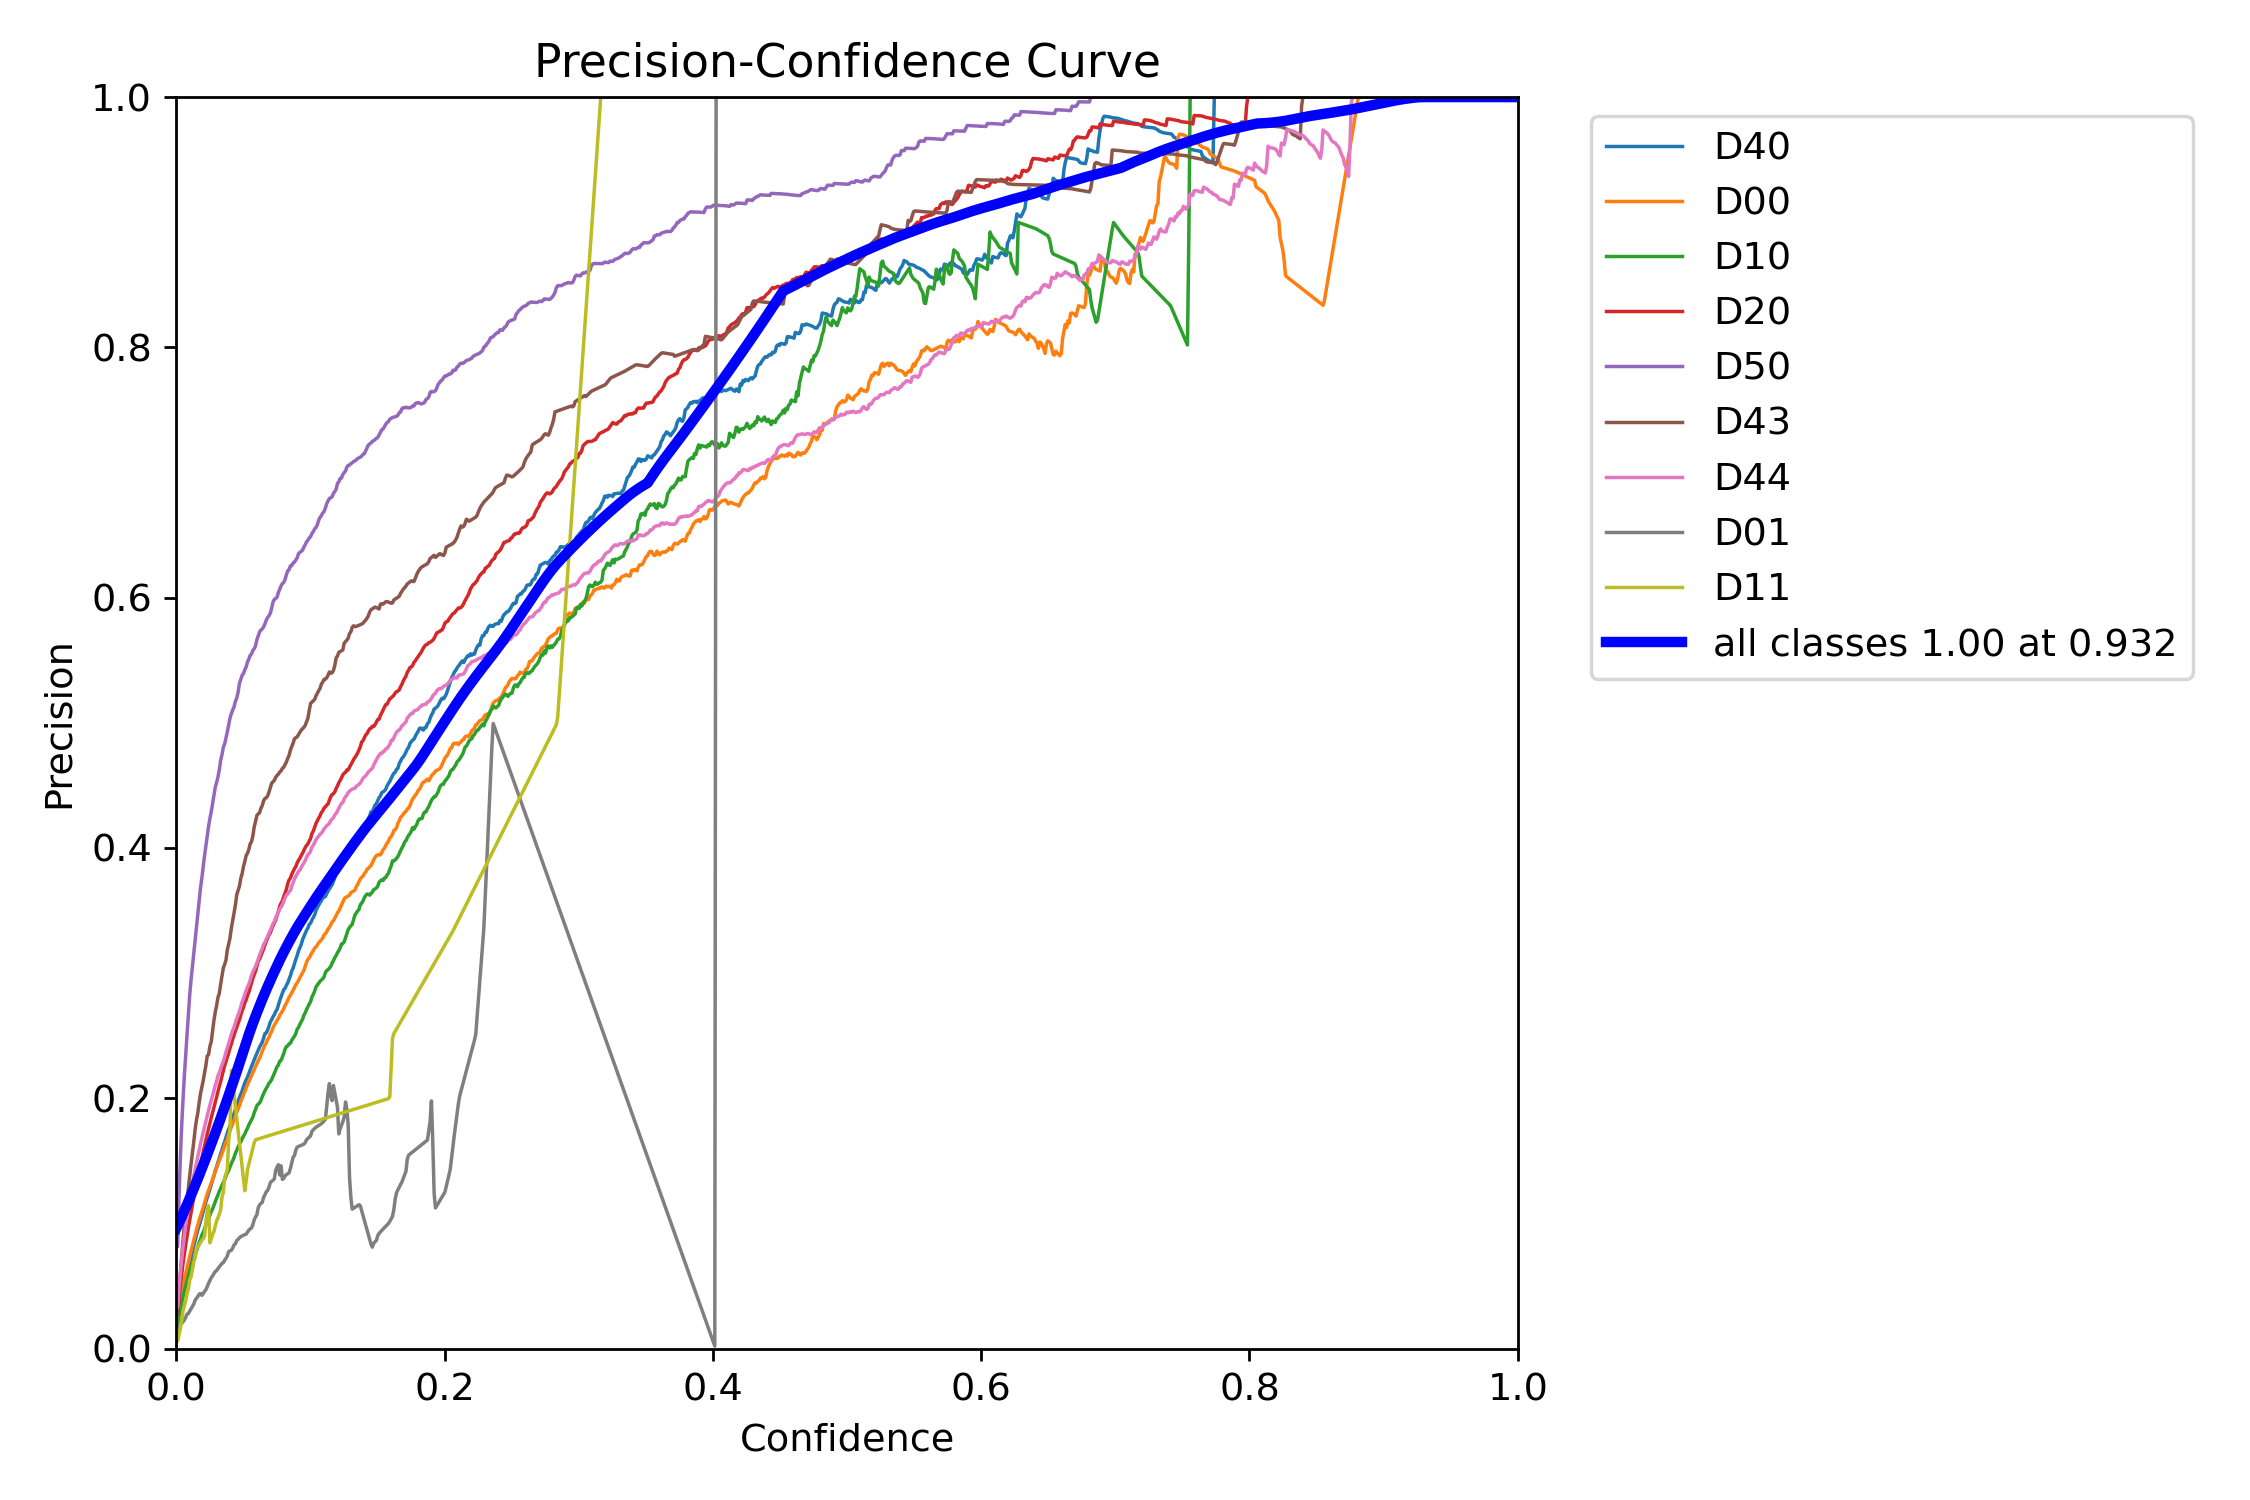 Precision-Confidence Curve
1.0
0.8
0.6
0.4
0.2
0.0
Precision
0.0 0.2 0.4 0.6 0.8 1.0
Confidence
D40
D00
D10
D20
D50
D43
D44
D01
D11
all classes 1.00 at 0.932